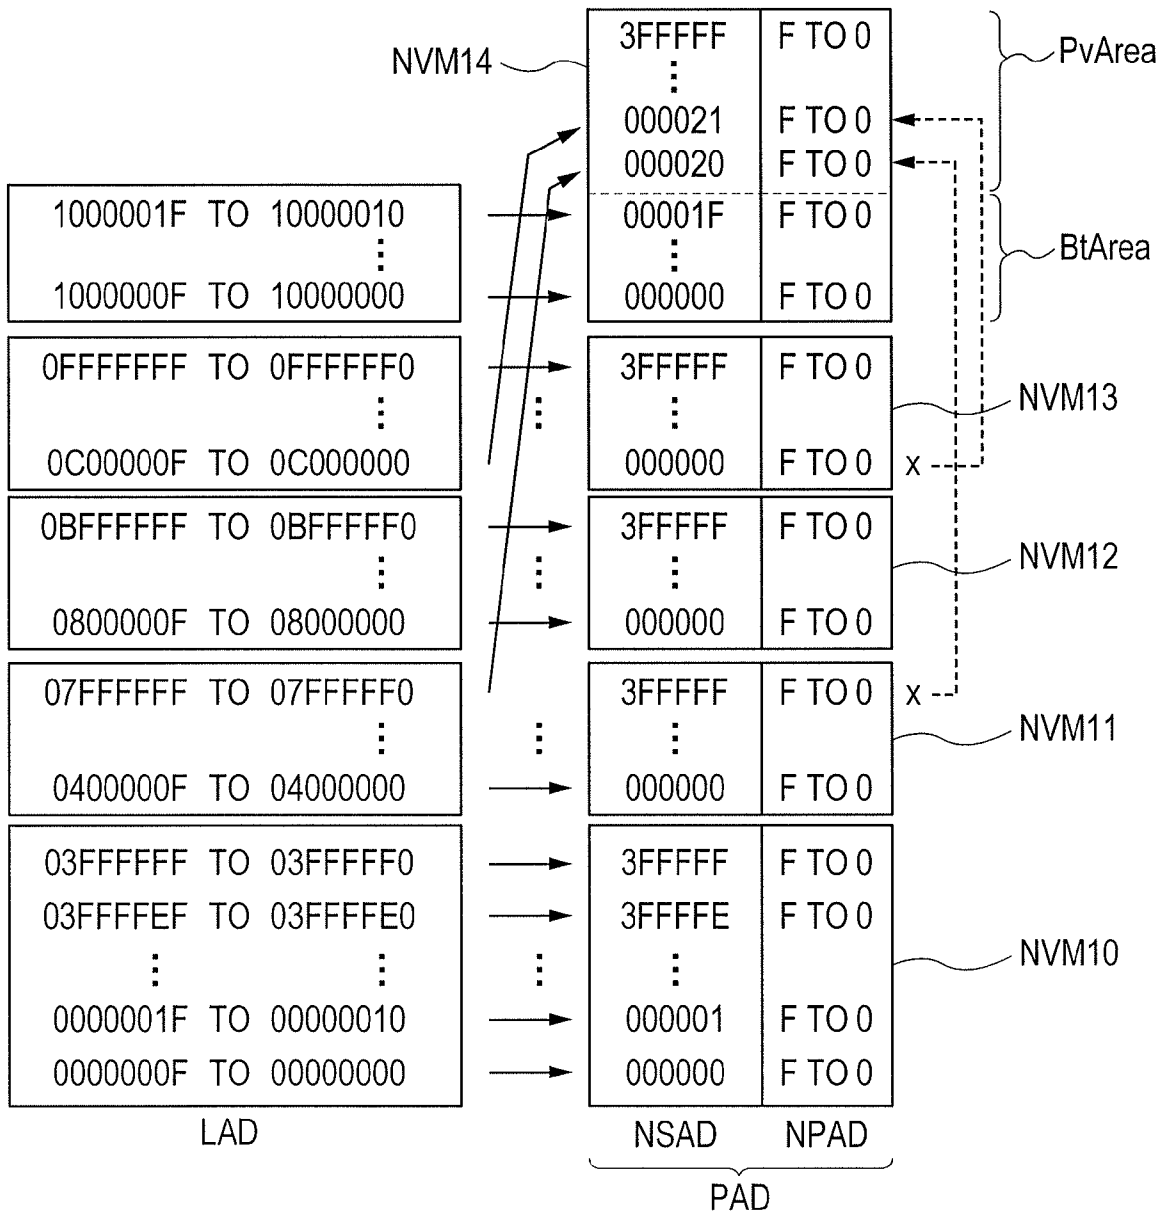 3FFFFF F TO 0
NVM14
PvArea
000021 F TO 0
000020 F TO 0
1000001F TO 10000010 00001F F TO 0
BtArea
1000000F TO 10000000 000000 F TO 0
0FFFFFFF TO 0FFFFFF0 3FFFFF F TO 0
NVM13
0C00000F TO 0C000000 000000 F TO 0 x
0BFFFFFF TO 0BFFFFF0 3FFFFF F TO 0
NVM12
0800000F TO 08000000 000000 F TO 0
07FFFFFF TO 07FFFFF0 3FFFFF F TO 0 x
NVM11
0400000F TO 04000000 000000 F TO 0
03FFFFFF TO 03FFFFF0 3FFFFF F TO 0
03FFFFEF TO 03FFFFE0 3FFFFE F TO 0
NVM10
0000001F TO 00000010 000001 F TO 0
0000000F TO 00000000 000000 F TO 0
LAD NSAD NPAD
PAD